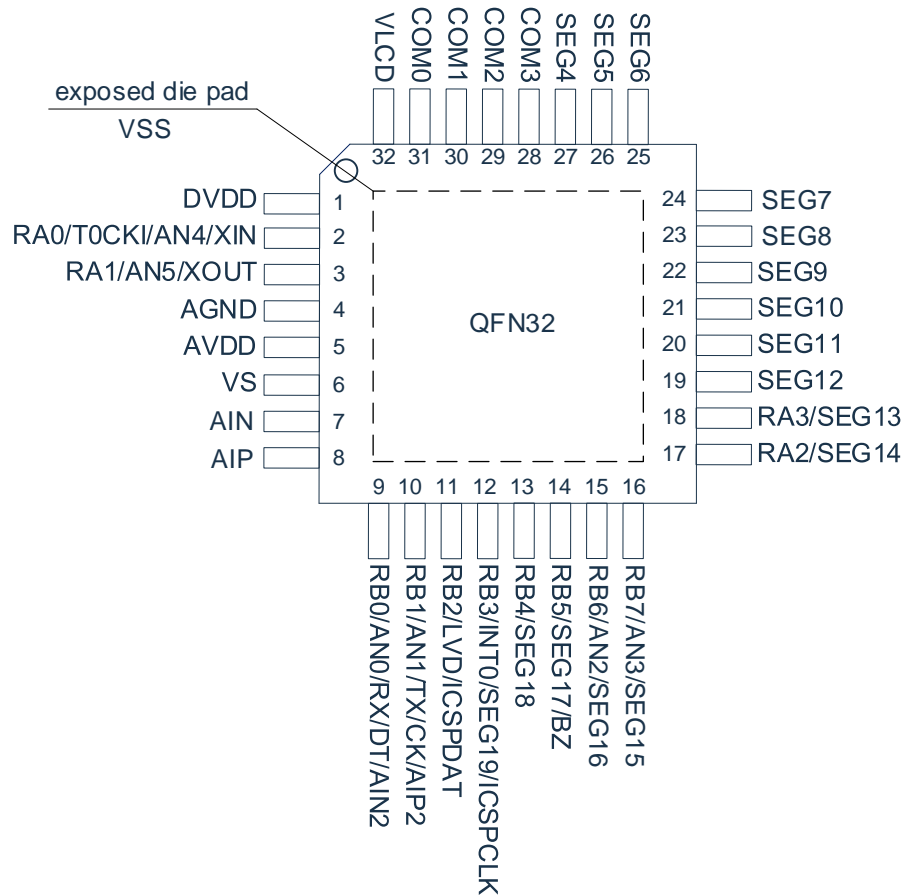 VLCD
COM0
COM1
COM2
COM3
SEG4
SEG5
SEG6
exposed die pad
VSS
32 31 30 29 28 27 26 25
DVDD 1
RA0/T0CKI/AN4/XIN 2
RA1/AN5/XOUT 3
AGND 4
AVDD 5
VS 6
AIN 7
AIP 8
QFN32
24 SEG7
23 SEG8
22 SEG9
21 SEG10
20 SEG11
19 SEG12
18 RA3/SEG13
17 RA2/SEG14
9 10 11 12 13 14 15 16
RB0/AN0/RX/DT/AIN2
RB1/AN1/TX/CK/AIP2
RB2/LVD/ICSPDAT
RB3/INT0/SEG19/ICSPCLK
RB4/SEG18
RB5/SEG17/BZ
RB6/AN2/SEG16
RB7/AN3/SEG15